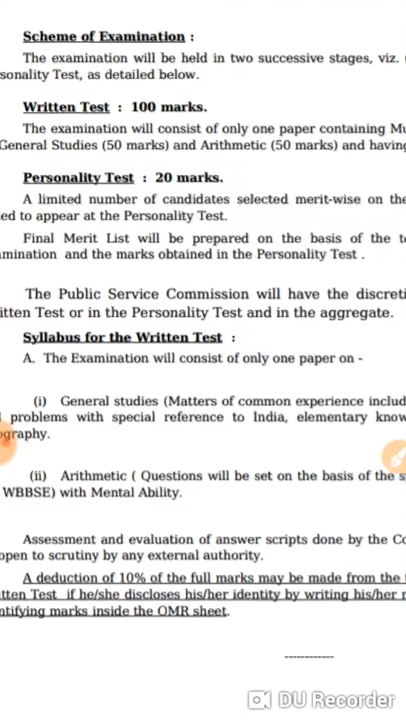 Scheme of Examination :
The examination will be held in two successive stages, viz.
sonality Test, as detailed below.
Written Test : 100 marks.
The examination will consist of only one paper containing Mu
General Studies (50 marks) and Arithmetic (50 marks) and having
Personality Test : 20 marks.
A limited number of candidates selected merit-wise on the
ed to appear at the Personality Test.
Final Merit List will be prepared on the basis of the t
mination and the marks obtained in the Personality Test .
The Public Service Commission will have the discreti
itten Test or in the Personality Test and in the aggregate.
Syllabus for the Written Test :
A. The Examination will consist of only one paper on -
(i) General studies (Matters of common experience includ
problems with special reference to India, elementary know
ography.
(ii) Arithmetic ( Questions will be set on the basis of the s
WBBSE) with Mental Ability.
Assessment and evaluation of answer scripts done by the Co
open to scrutiny by any external authority.
A deduction of 10% of the full marks may be made from the
tten Test if he/she discloses his/her identity by writing his/her r
ntifying marks inside the OMR sheet.
------------
DU Recorder